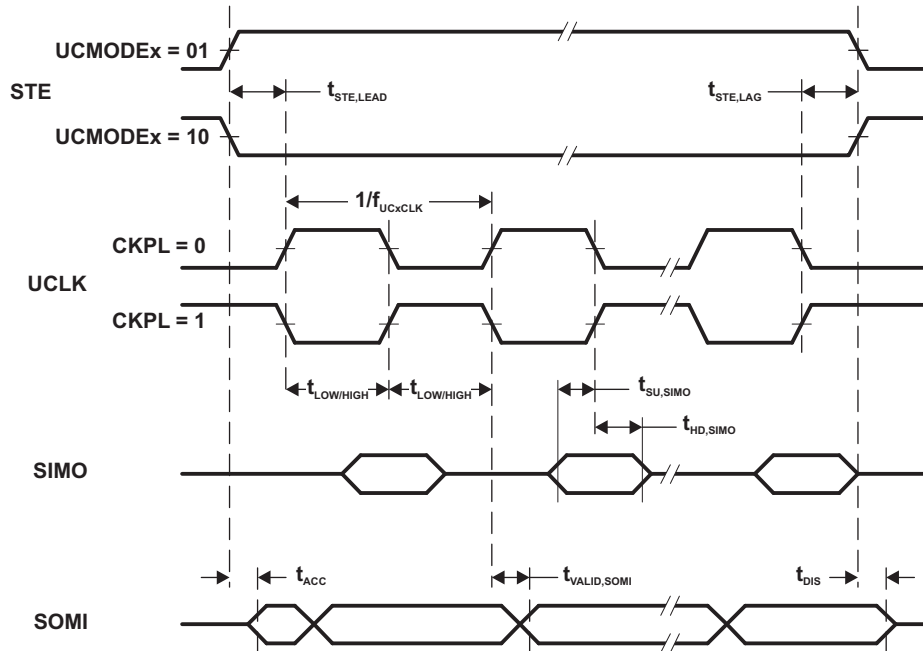 UCMODEx = 01
STE
tSTE,LEAD
tSTE,LAG
UCMODEx = 10
1/fUCxCLK
CKPL = 0
UCLK
CKPL = 1
tLOW/HIGH
tLOW/HIGH
tSU,SIMO
tHD,SIMO
SIMO
tACC
tVALID,SOMI
tDIS
SOMI